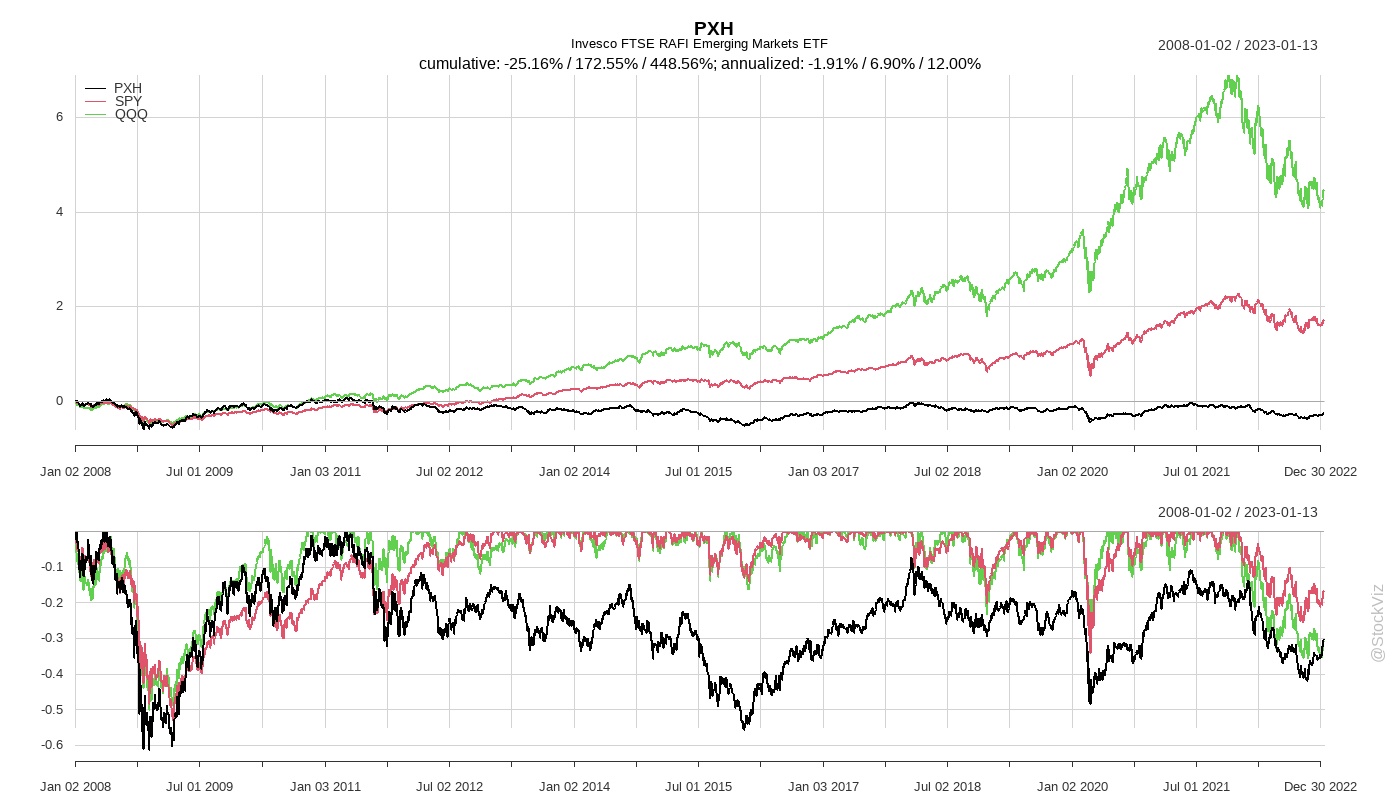 PXH
Invesco FTSE RAFI Emerging Markets ETF
2008-01-02 / 2023-01-13
cumulative: -25.16% / 172.55% / 448.56%; annualized: -1.91% / 6.90% / 12.00%
PXH
SPY
QQQ
6
4
2
0
Jan 02 2008 Jul 01 2009 Jan 03 2011 Jul 02 2012 Jan 02 2014 Jul 01 2015 Jan 03 2017 Jul 02 2018 Jan 02 2020 Jul 01 2021 Dec 30 2022
2008-01-02 / 2023-01-13
-0.1
-0.2
-0.3
-0.4
-0.5
-0.6
Jan 02 2008 Jul 01 2009 Jan 03 2011 Jul 02 2012 Jan 02 2014 Jul 01 2015 Jan 03 2017 Jul 02 2018 Jan 02 2020 Jul 01 2021 Dec 30 2022
@StockViz